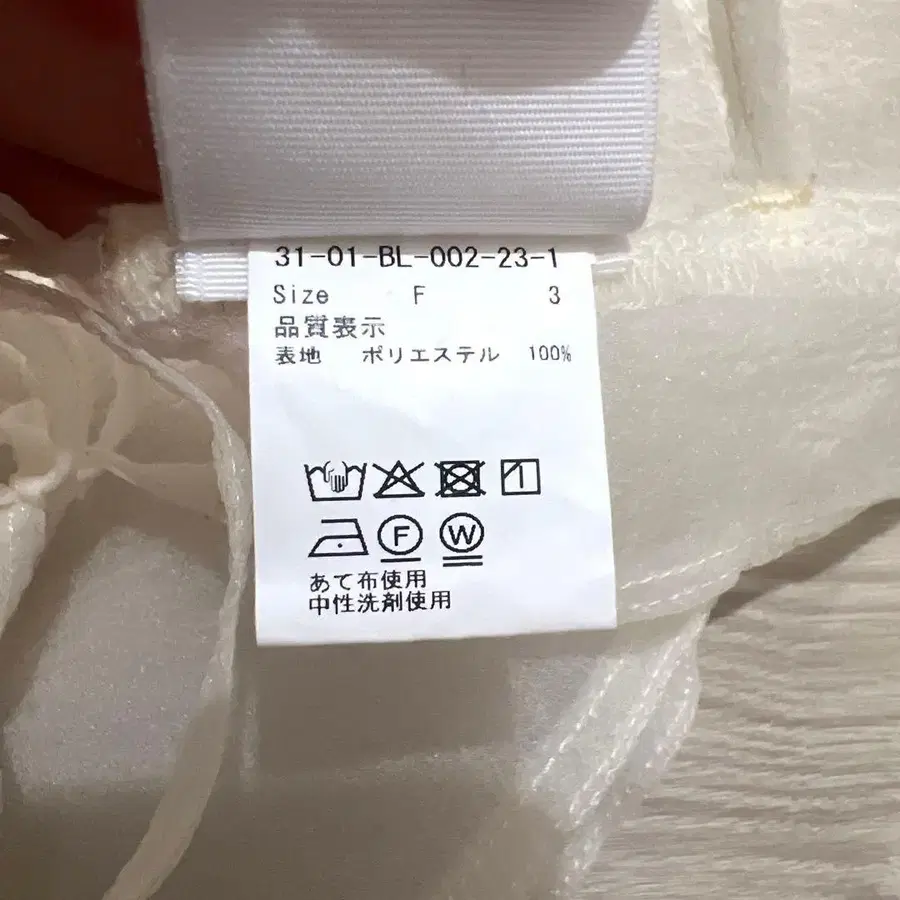 31-01-BL-002-23-1
Size F 3
品質表示
表地 ポリエステル 100%
F W
あて布使用
中性洗剤使用